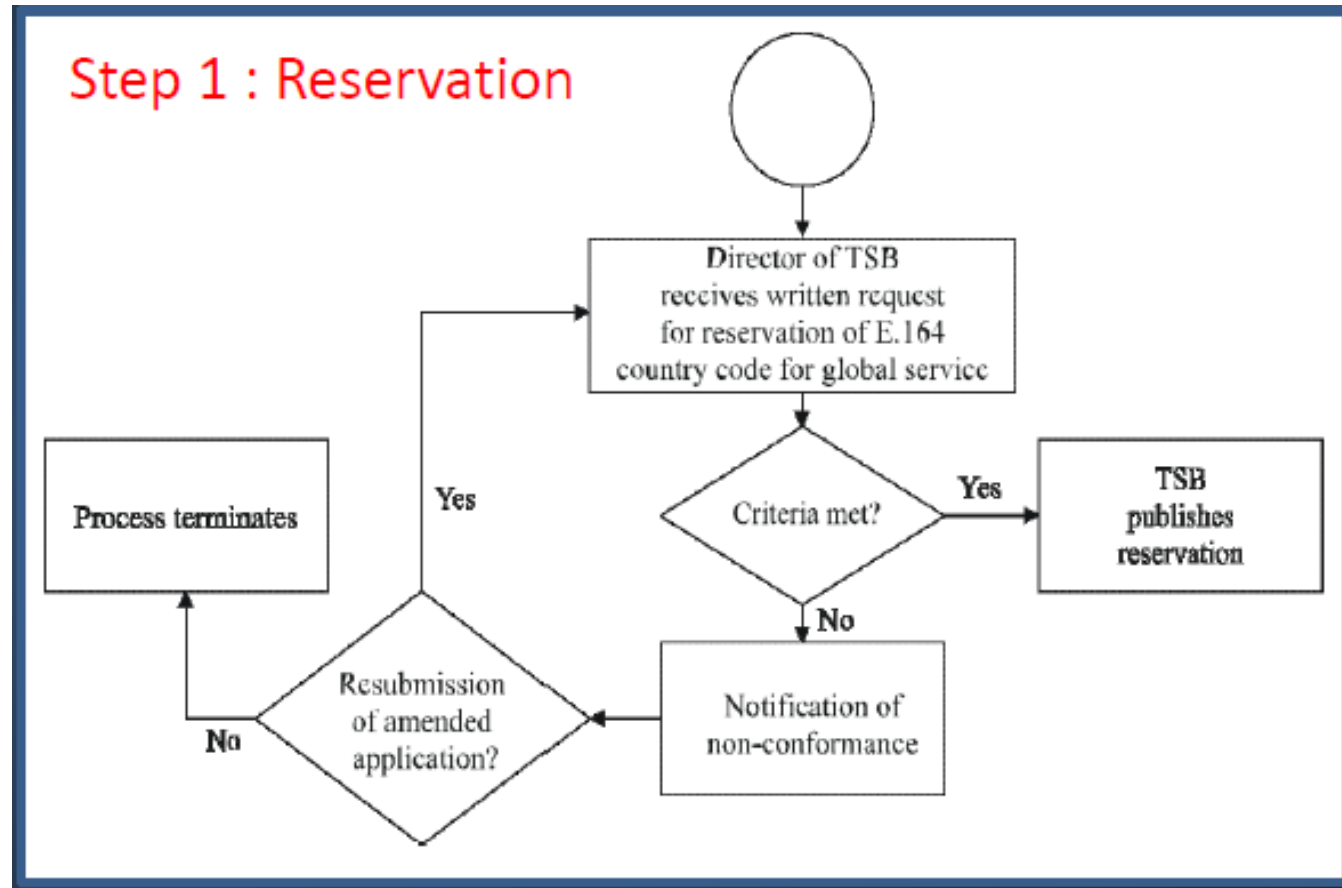 Step 1 : Reservation
Director of TSB
receives written request
for reservation of E.164
country code for global service
Criteria met?
Yes
TSB
publishes
reservation
No
Notification of
non-conformance
Resubmission
of amended
application?
Yes
No
Process terminates